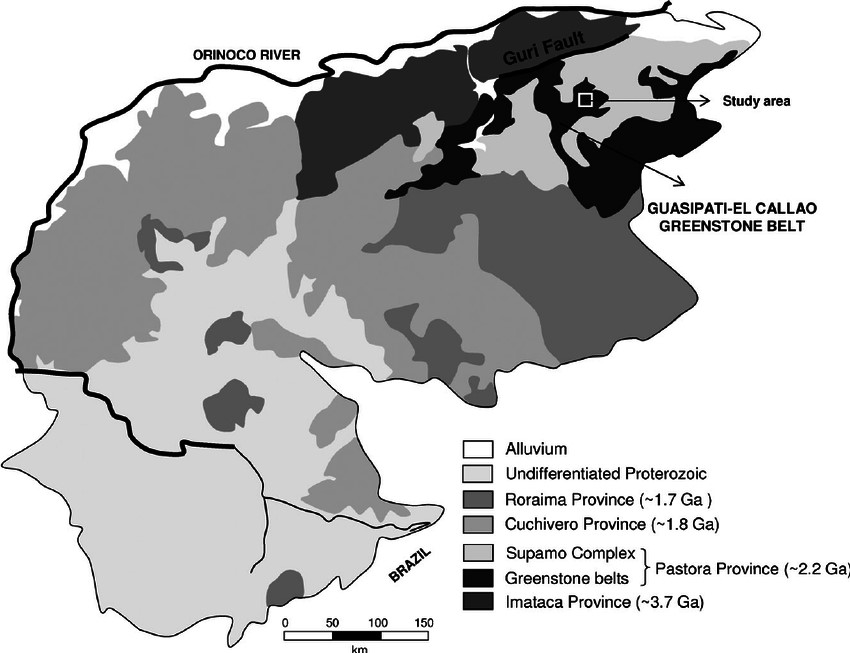 ORINOCO RIVER
Guri Fault
Study area
GUASIPATI-EL CALLAO
GREENSTONE BELT
Alluvium
Undifferentiated Proterozoic
Roraima Province (~1.7 Ga )
Cuchivero Province (~1.8 Ga)
Supamo Complex
Greenstone belts
Pastora Province (~2.2 Ga)
Imataca Province (~3.7 Ga)
BRAZIL
0 50 100 150
km